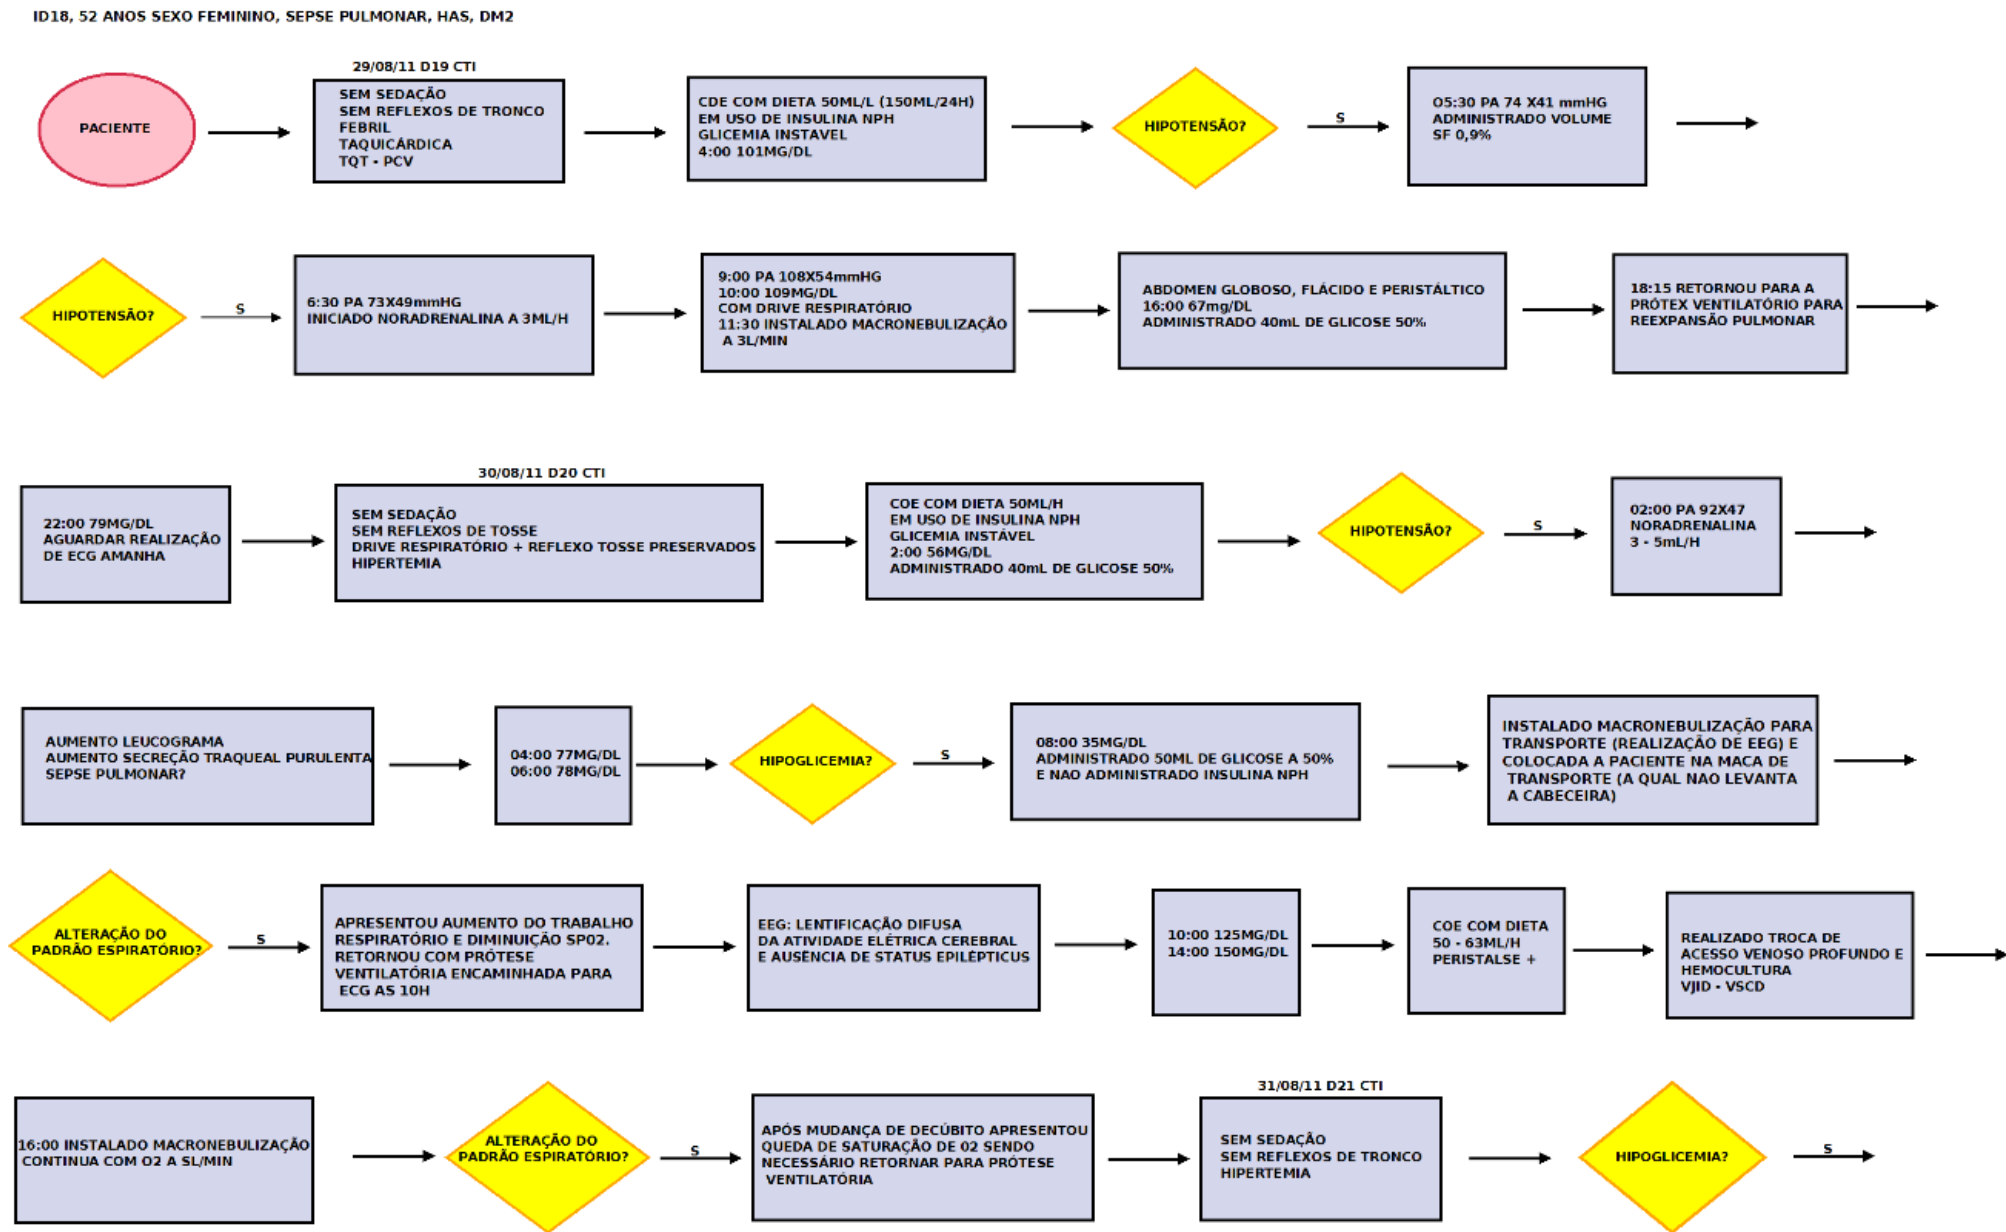 ID18, 52 ANOS SEXO FEMININO, SEPSE PULMONAR, HAS, DM2
PACIENTE
29/08/11 D19 CTI
SEM SEDAÇÃO
SEM REFLEXOS DE TRONCO
FEBRIL
TAQUICÁRDICA
TQT - PCV
CDE COM DIETA 50ML/L (150ML/24H)
EM USO DE INSULINA NPH
GLICEMIA INSTAVEL
4:00 101MG/DL
HIPOTENSÃO?
S
O5:30 PA 74 X41 mmHG
ADMINISTRADO VOLUME
SF 0,9%
HIPOTENSÃO?
S
6:30 PA 73X49mmHG
INICIADO NORADRENALINA A 3ML/H
9:00 PA 108X54mmHG
10:00 109MG/DL
COM DRIVE RESPIRATÓRIO
11:30 INSTALADO MACRONEBULIZAÇÃO
A 3L/MIN
ABDOMEN GLOBOSO, FLÁCIDO E PERISTÁLTICO
16:00 67mg/DL
ADMINISTRADO 40mL DE GLICOSE 50%
18:15 RETORNOU PARA A
PRÓTEX VENTILATÓRIO PARA
REEXPANSÃO PULMONAR
22:00 79MG/DL
AGUARDAR REALIZAÇÃO
DE ECG AMANHA
30/08/11 D20 CTI
SEM SEDAÇÃO
SEM REFLEXOS DE TOSSE
DRIVE RESPIRATÓRIO + REFLEXO TOSSE PRESERVADOS
HIPERTEMIA
COE COM DIETA 50ML/H
EM USO DE INSULINA NPH
GLICEMIA INSTÁVEL
2:00 56MG/DL
ADMINISTRADO 40mL DE GLICOSE 50%
HIPOTENSÃO?
S
02:00 PA 92X47
NORADRENALINA
3 - 5mL/H
AUMENTO LEUCOGRAMA
AUMENTO SECREÇÃO TRAQUEAL PURULENTA
SEPSE PULMONAR?
04:00 77MG/DL
06:00 78MG/DL
HIPOGLICEMIA?
S
08:00 35MG/DL
ADMINISTRADO 50ML DE GLICOSE A 50%
E NAO ADMINISTRADO INSULINA NPH
INSTALADO MACRONEBULIZAÇÃO PARA
TRANSPORTE (REALIZAÇÃO DE EEG) E
COLOCADA A PACIENTE NA MACA DE
TRANSPORTE (A QUAL NAO LEVANTA
A CABECEIRA)
ALTERAÇÃO DO
PADRÃO ESPIRATÓRIO?
S
APRESENTOU AUMENTO DO TRABALHO
RESPIRATÓRIO E DIMINUIÇÃO SP02.
RETORNOU COM PRÓTESE
VENTILATÓRIA ENCAMINHADA PARA
ECG AS 10H
EEG: LENTIFICAÇÃO DIFUSA
DA ATIVIDADE ELÉTRICA CEREBRAL
E AUSÊNCIA DE STATUS EPILÉPTICUS
10:00 125MG/DL
14:00 150MG/DL
COE COM DIETA
50 - 63ML/H
PERISTALSE +
REALIZADO TROCA DE
ACESSO VENOSO PROFUNDO E
HEMOCULTURA
VJID - VSCD
16:00 INSTALADO MACRONEBULIZAÇÃO
CONTINUA COM O2 A SL/MIN
ALTERAÇÃO DO
PADRÃO ESPIRATÓRIO?
S
APÓS MUDANÇA DE DECÚBITO APRESENTOU
QUEDA DE SATURAÇÃO DE 02 SENDO
NECESSÁRIO RETORNAR PARA PRÓTESE
VENTILATÓRIA
31/08/11 D21 CTI
SEM SEDAÇÃO
SEM REFLEXOS DE TRONCO
HIPERTEMIA
HIPOGLICEMIA?
S